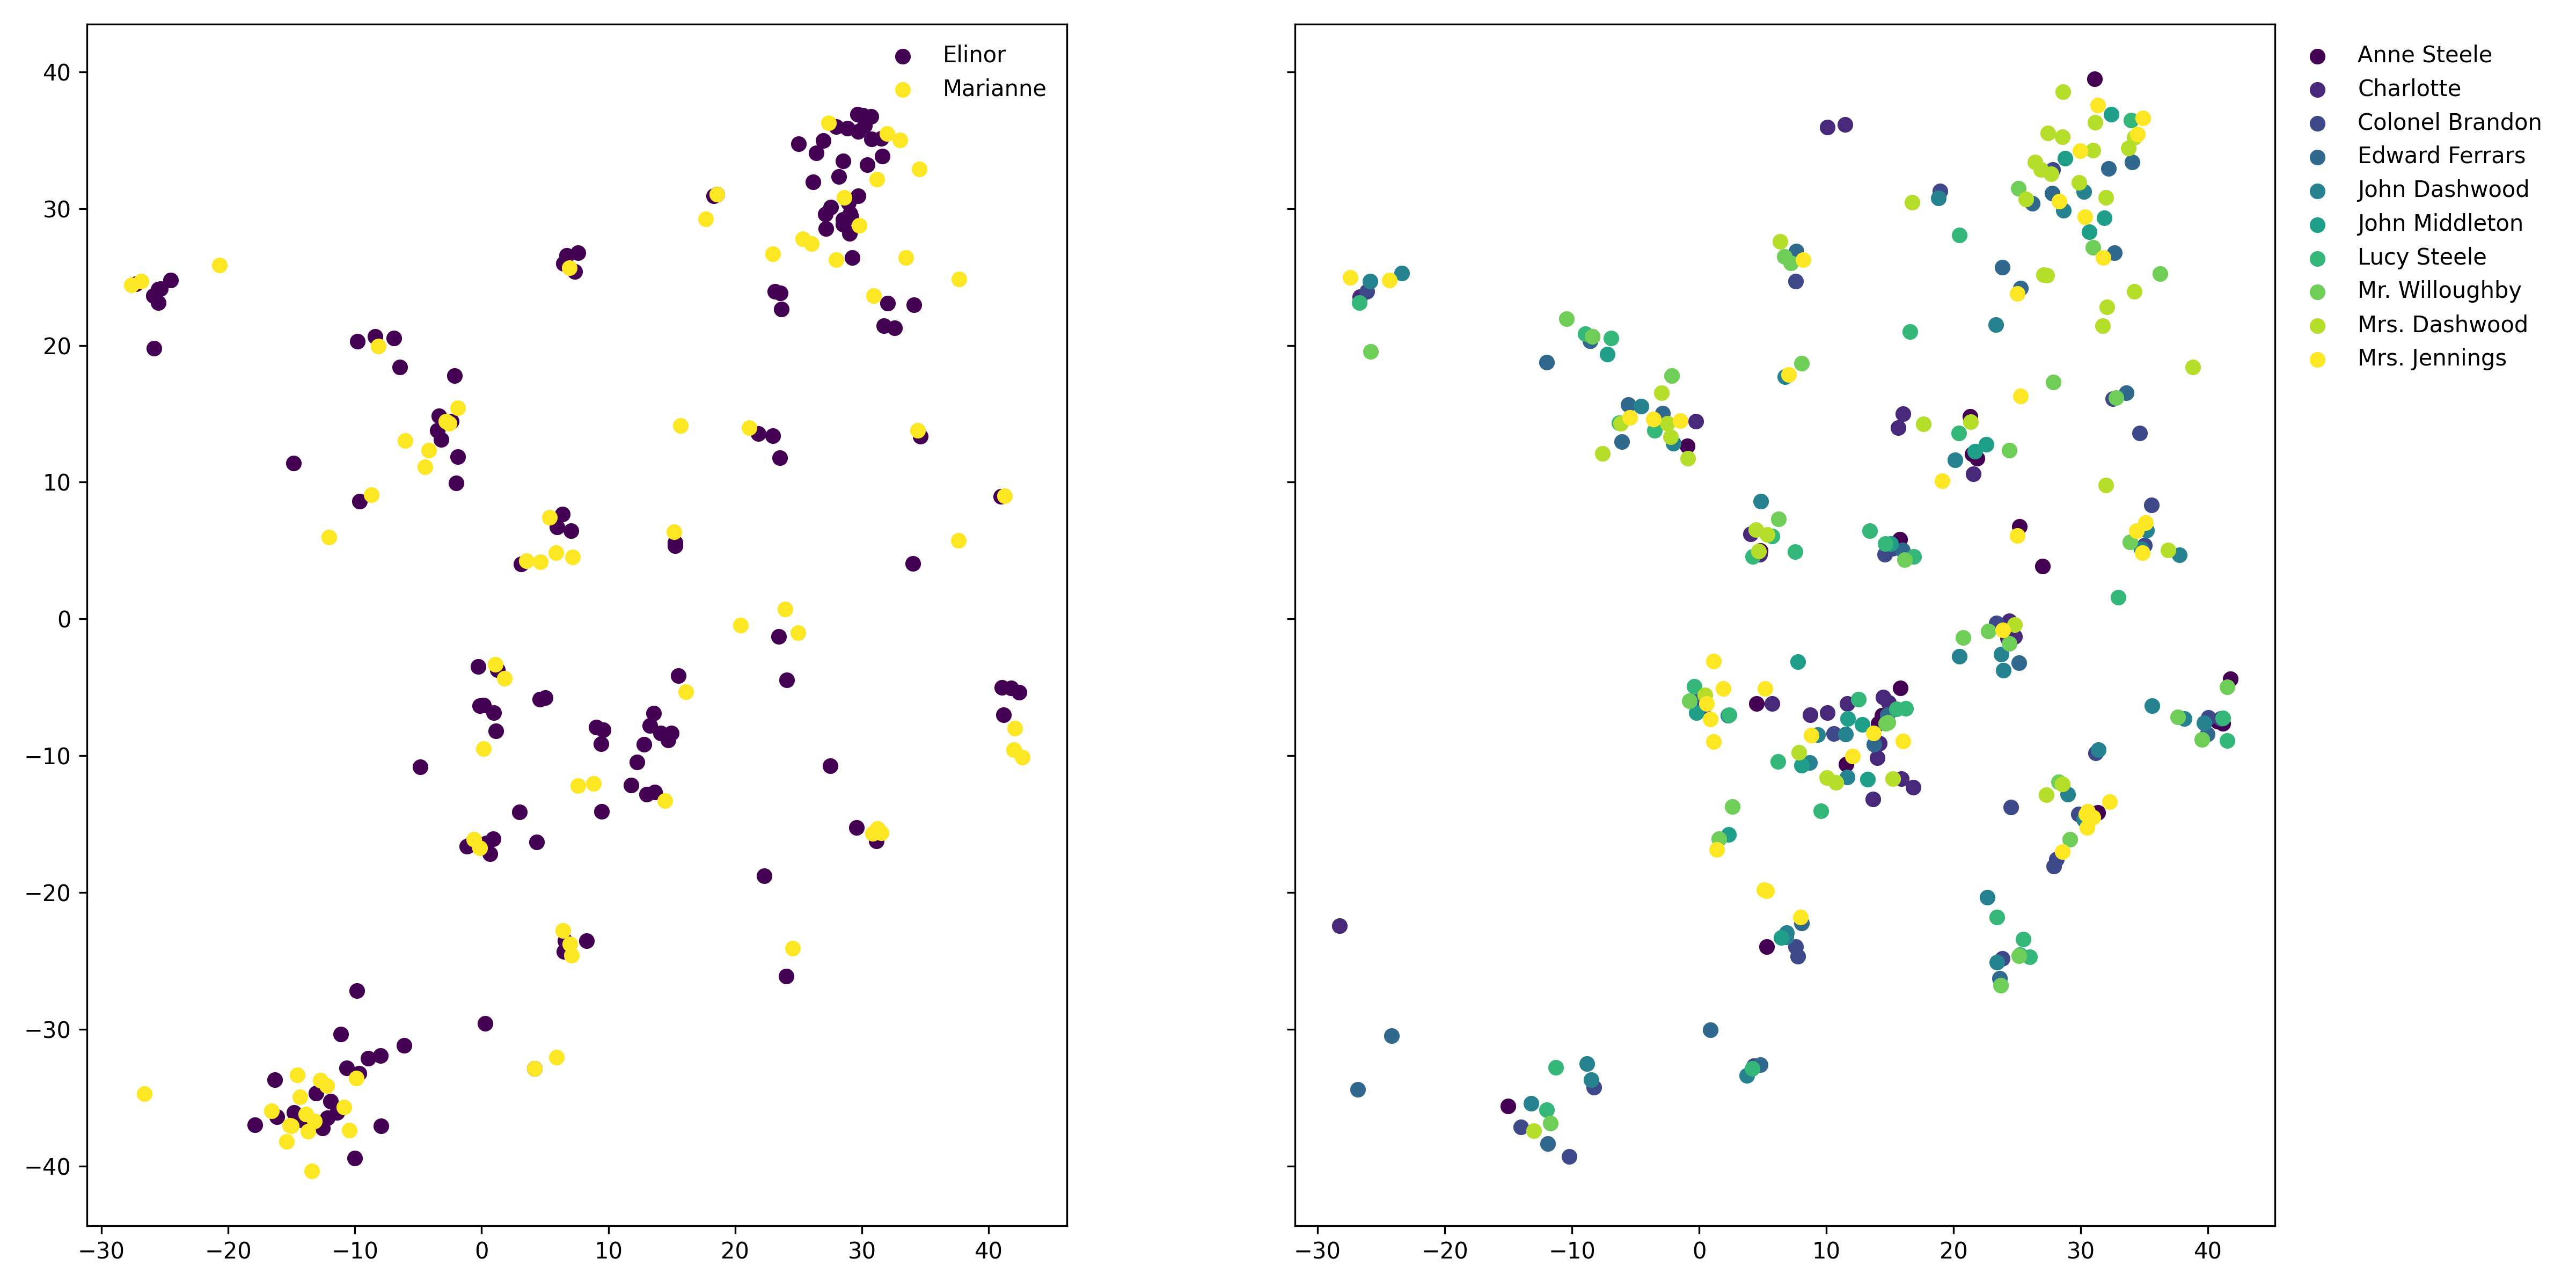 Elinor
Marianne
40
30
20
10
0
−10
−20
−30
−40
−30 −20 −10 0 10 20 30 40
Anne Steele
Charlotte
Colonel Brandon
Edward Ferrars
John Dashwood
John Middleton
Lucy Steele
Mr. Willoughby
Mrs. Dashwood
Mrs. Jennings
−30 −20 −10 0 10 20 30 40